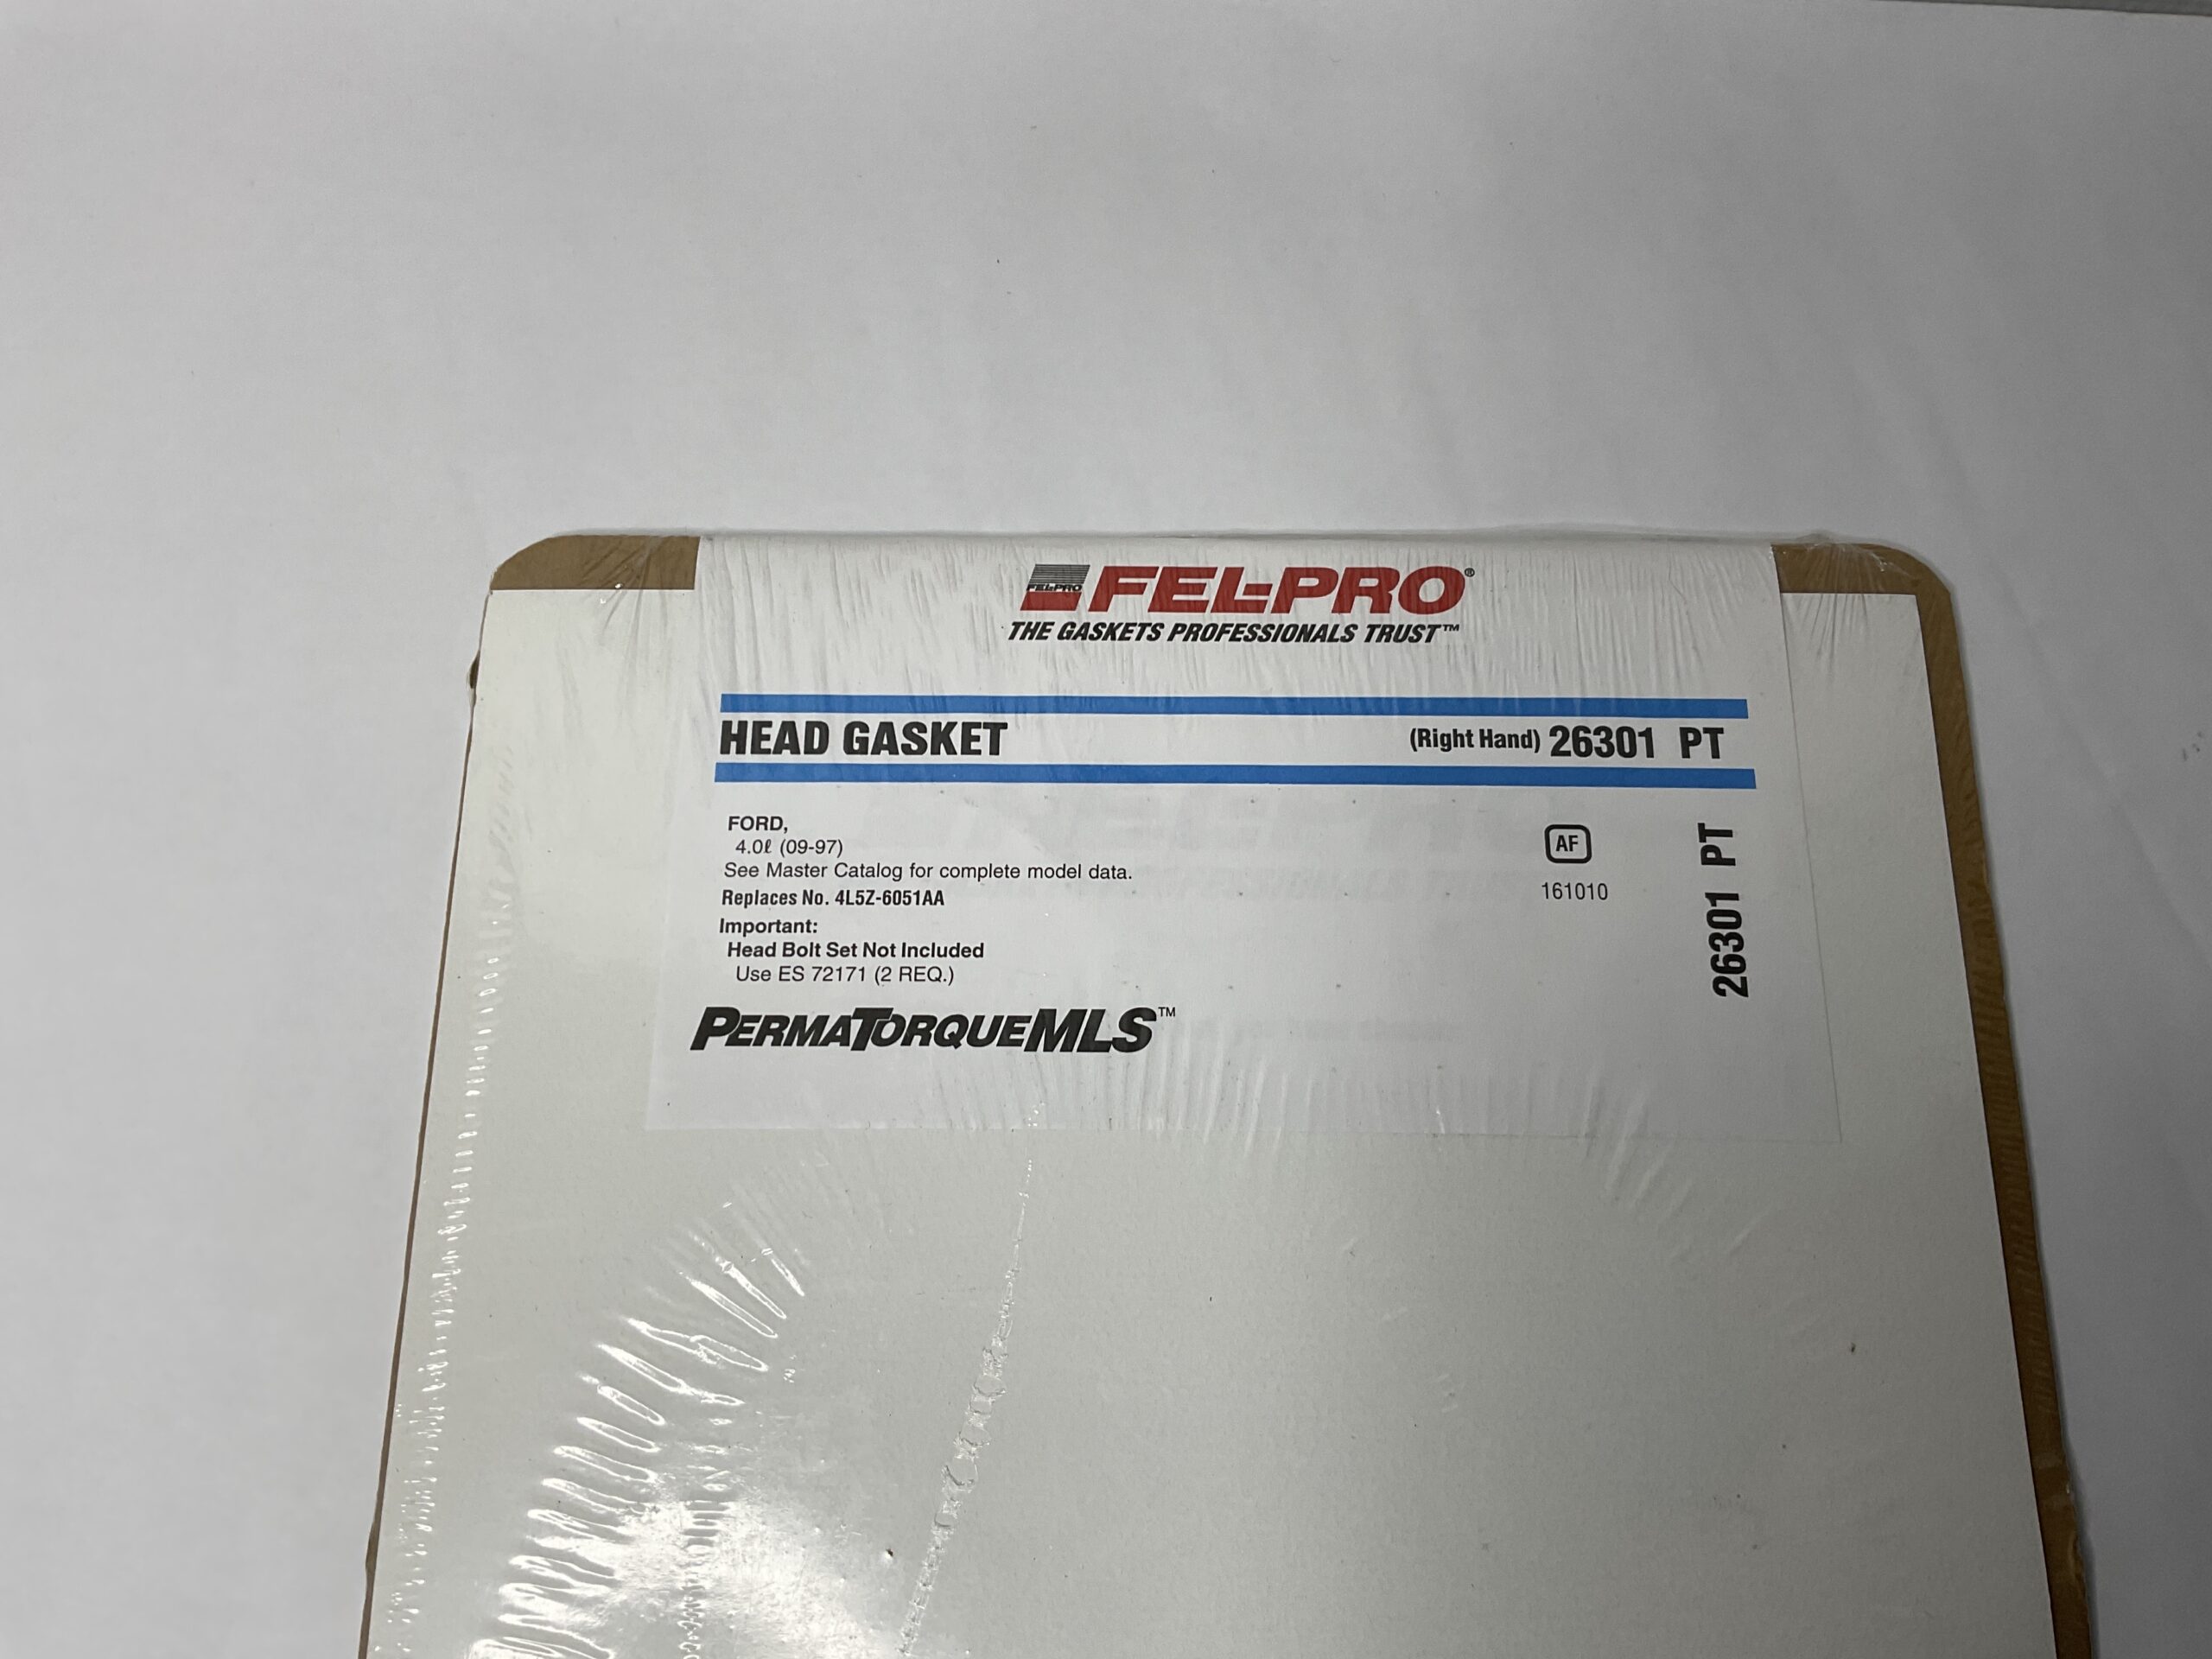 FEL-PRO FEL-PRO®
THE GASKETS PROFESSIONALS TRUST™
HEAD GASKET (Right Hand) 26301 PT
FORD,
4.0ℓ (09-97)
See Master Catalog for complete model data.
Replaces No. 4L5Z-6051AA
Important:
Head Bolt Set Not Included
Use ES 72171 (2 REQ.)
PERMATORQUEMLS™
AF
161010
26301 PT